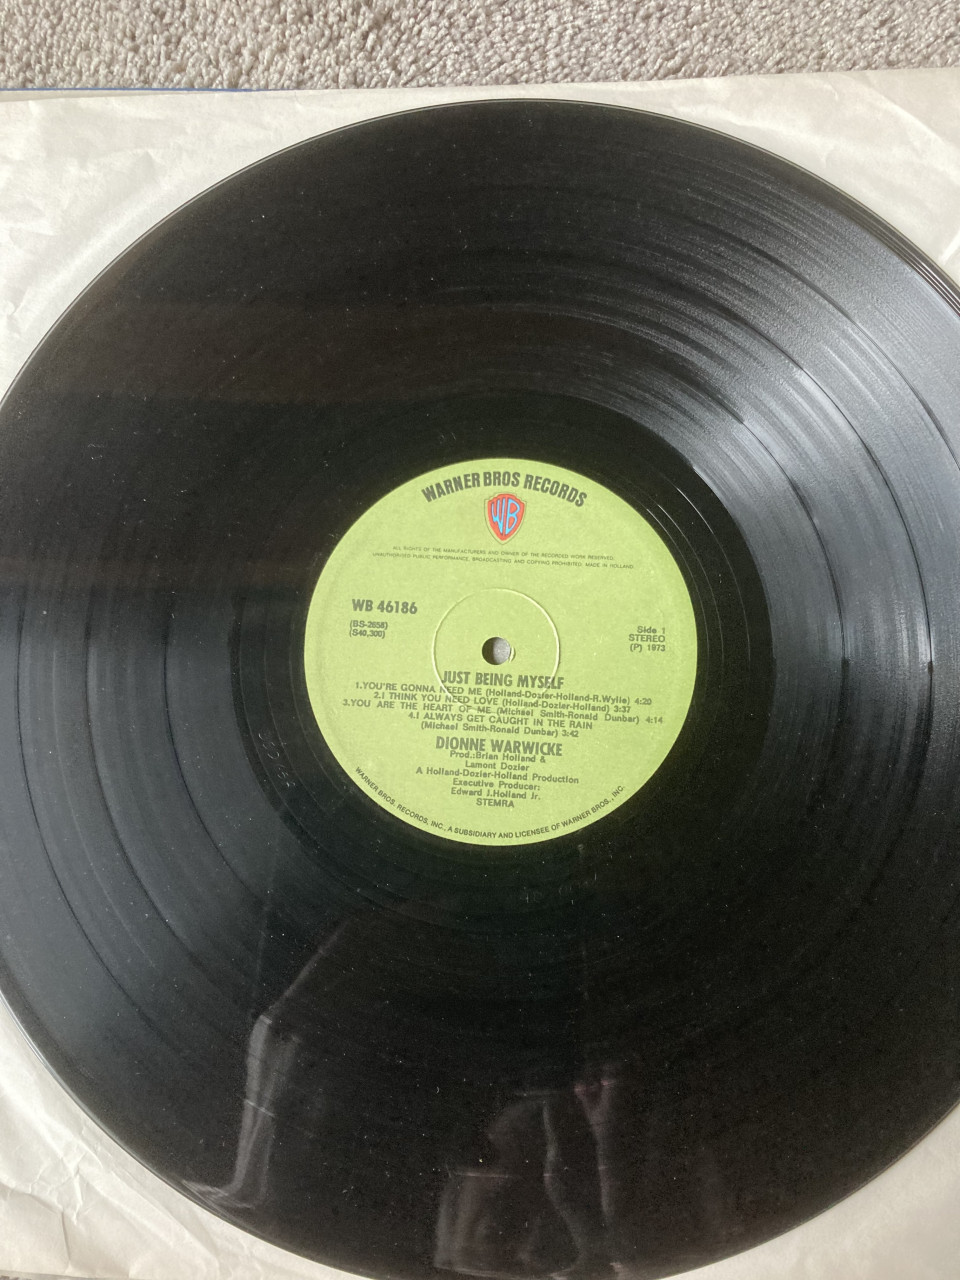 WARNER BROS RECORDS
WB
ALL RIGHTS OF THE MANUFACTURERS AND OWNER OF THE RECORDED WORK RESERVED
UNAUTHORISED PUBLIC PERFORMANCE, BROADCASTING AND COPYING PROHIBITED. MADE IN HOLLAND
WB 46186
(BS-2658)
(S40,300)
Side 1
STEREO
(P) 1973
JUST BEING MYSELF
1.YOU'RE GONNA NEED ME (Holland-Dozier-Holland-R.Wylie) 4:20
2.I THINK YOU NEED LOVE (Holland-Dozier-Holland) 3:37
3.YOU ARE THE HEART OF ME (Michael Smith-Ronald Dunbar) 4:14
4.I ALWAYS GET CAUGHT IN THE RAIN
(Michael Smith-Ronald Dunbar) 3:42
DIONNE WARWICKE
Prod.:Brian Holland &
Lamont Dozier
A Holland-Dozier-Holland Production
Executive Producer:
Edward J.Holland Jr.
STEMRA
WARNER BROS. RECORDS, INC., A SUBSIDIARY AND LICENSEE OF WARNER BROS., INC.